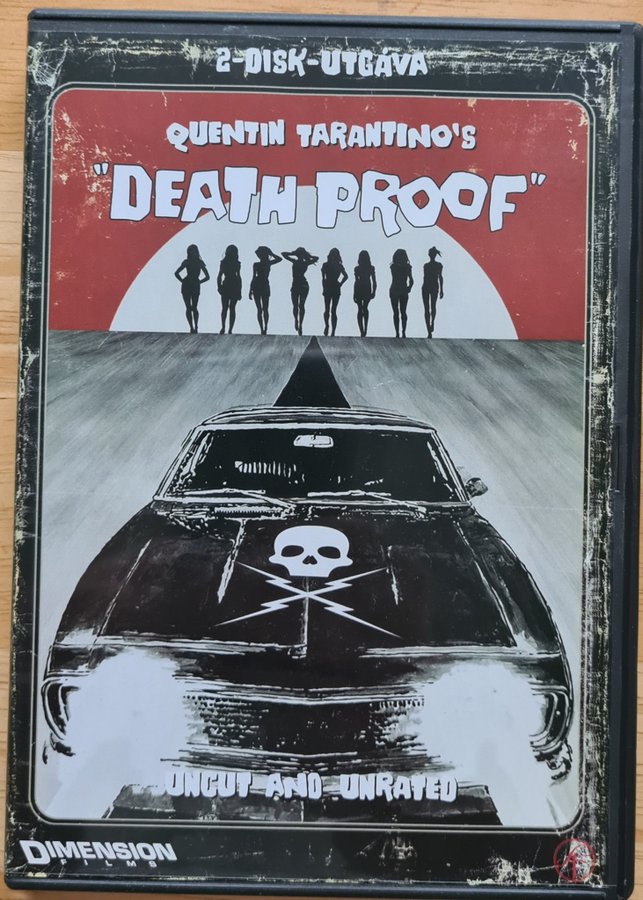 2-DISK-UTGÅVA
QUENTIN TARANTINO'S
"DEATH PROOF"
UNCUT AND UNRATED
DIMENSION
FILMS